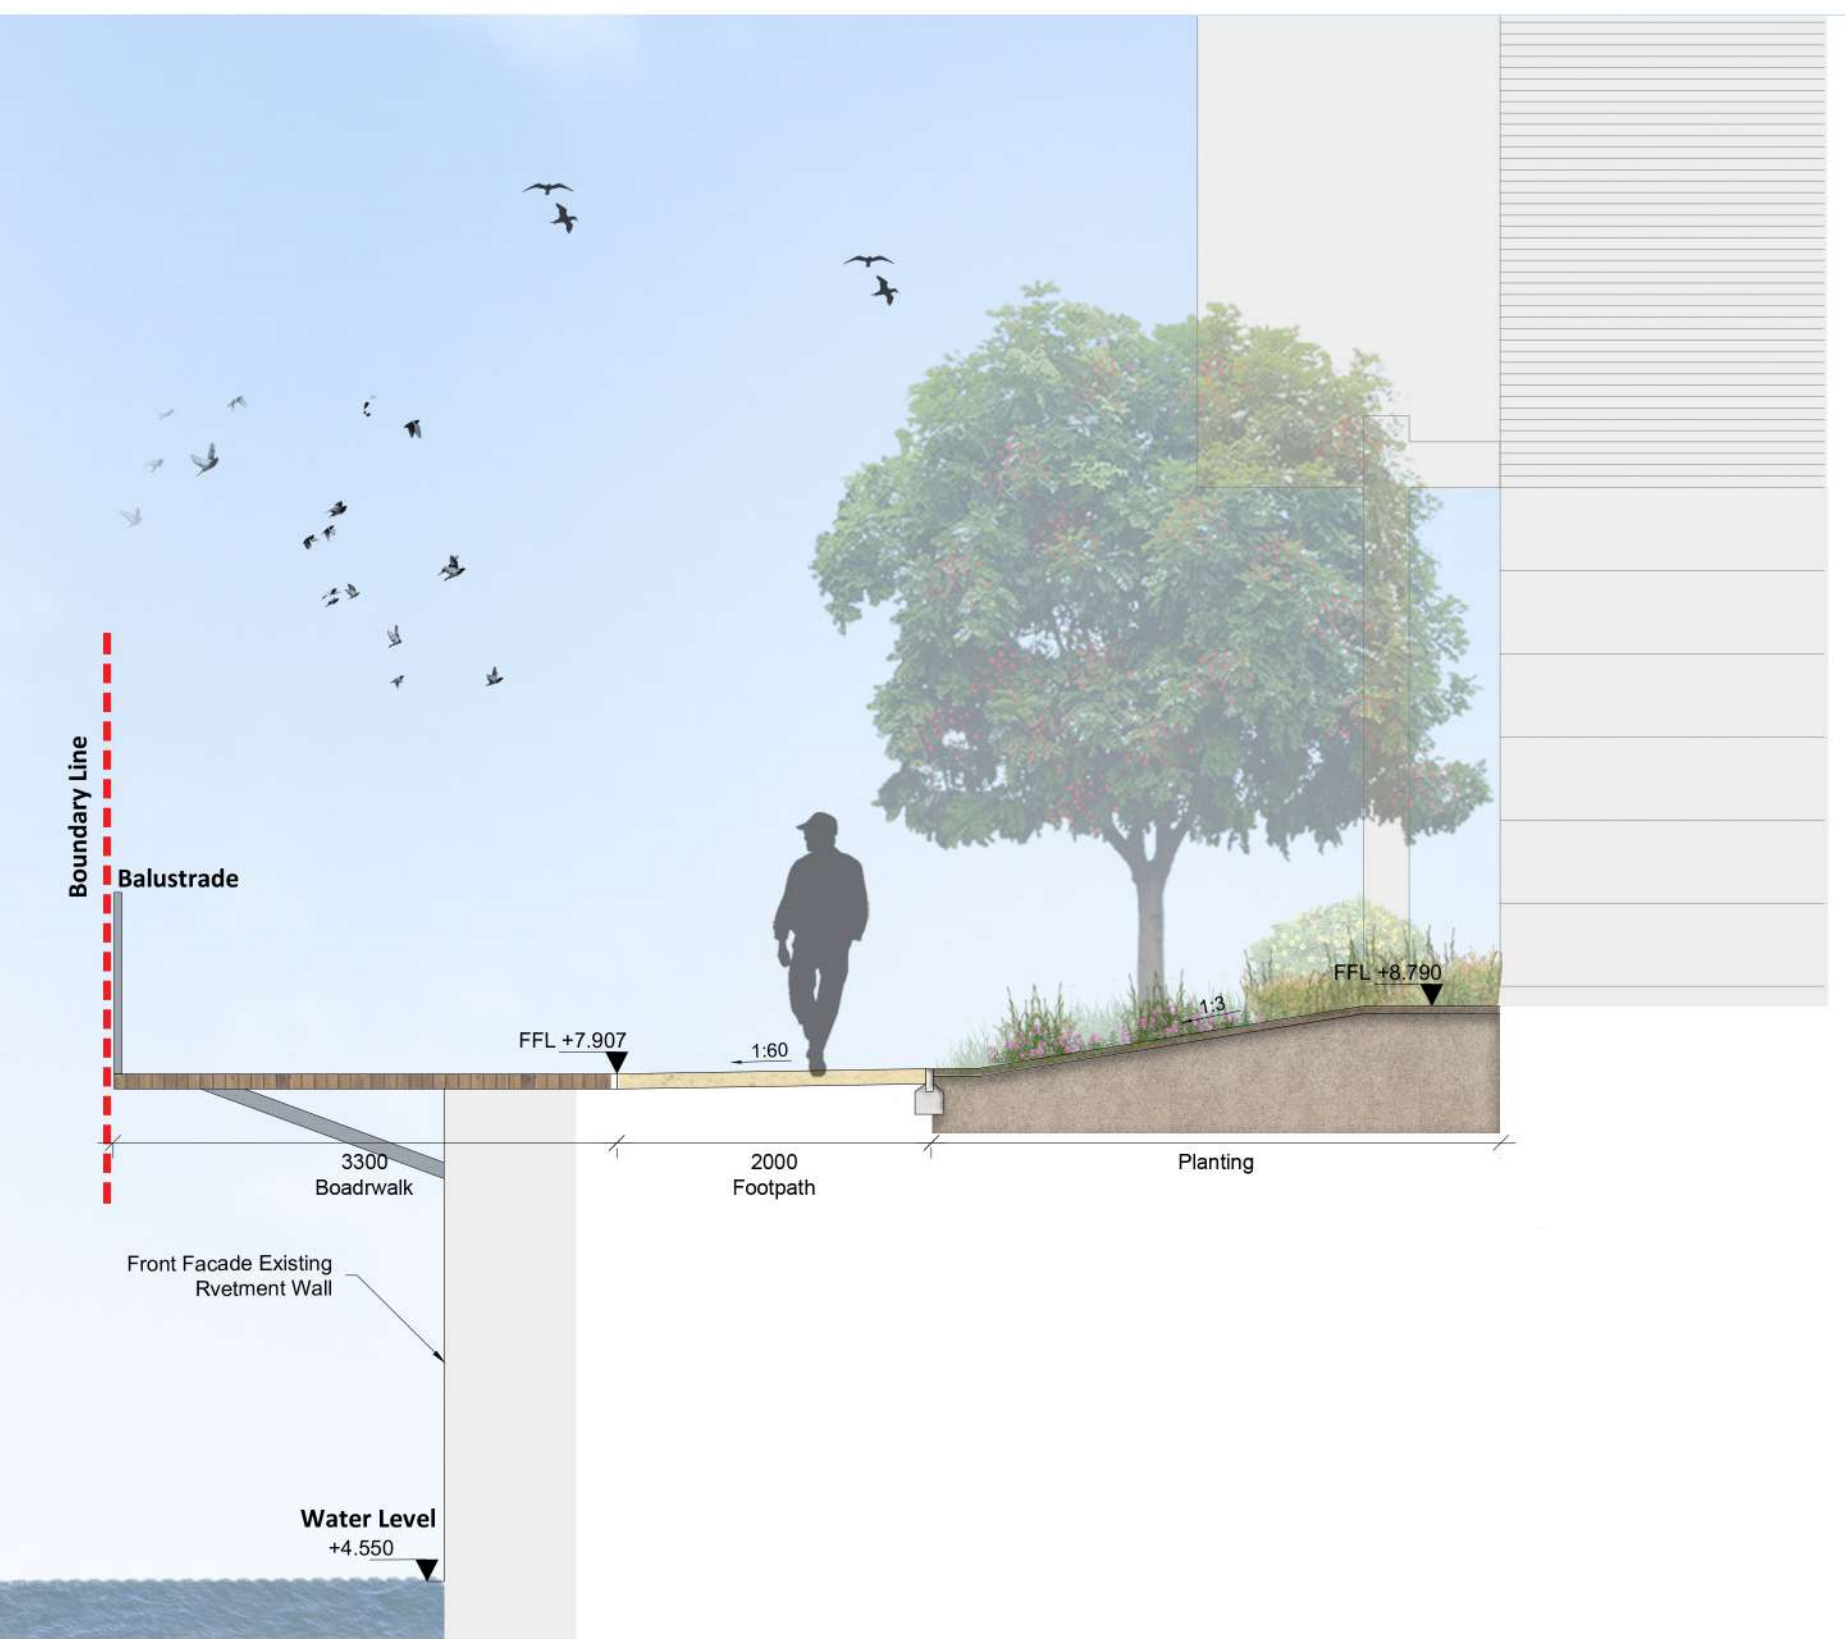 Boundary Line
Balustrade
FFL +7.907
1:60
1:3
FFL +8.790
3300
Boadrwalk
2000
Footpath
Planting
Front Facade Existing
Rvetment Wall
Water Level
+4.550